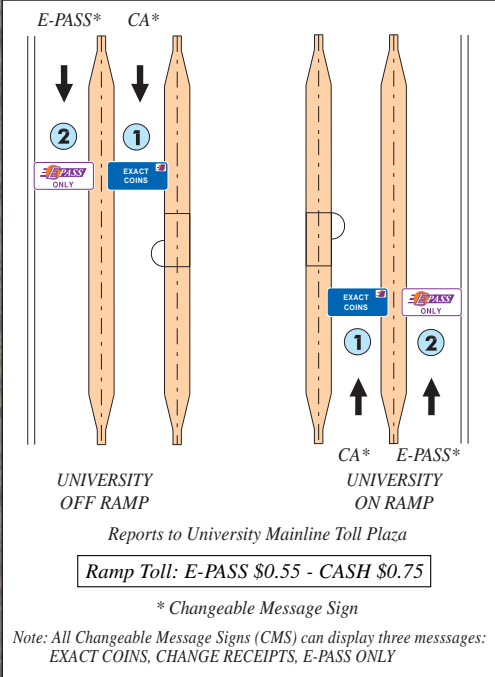 E-PASS* CA*
2 1
E-PASS
ONLY
EXACT
COINS
EXACT
COINS
E-PASS
ONLY
1 2
CA* E-PASS*
UNIVERSITY
OFF RAMP
UNIVERSITY
ON RAMP
Reports to University Mainline Toll Plaza
Ramp Toll: E-PASS $0.55 - CASH $0.75
* Changeable Message Sign
Note: All Changeable Message Signs (CMS) can display three messsages:
EXACT COINS, CHANGE RECEIPTS, E-PASS ONLY